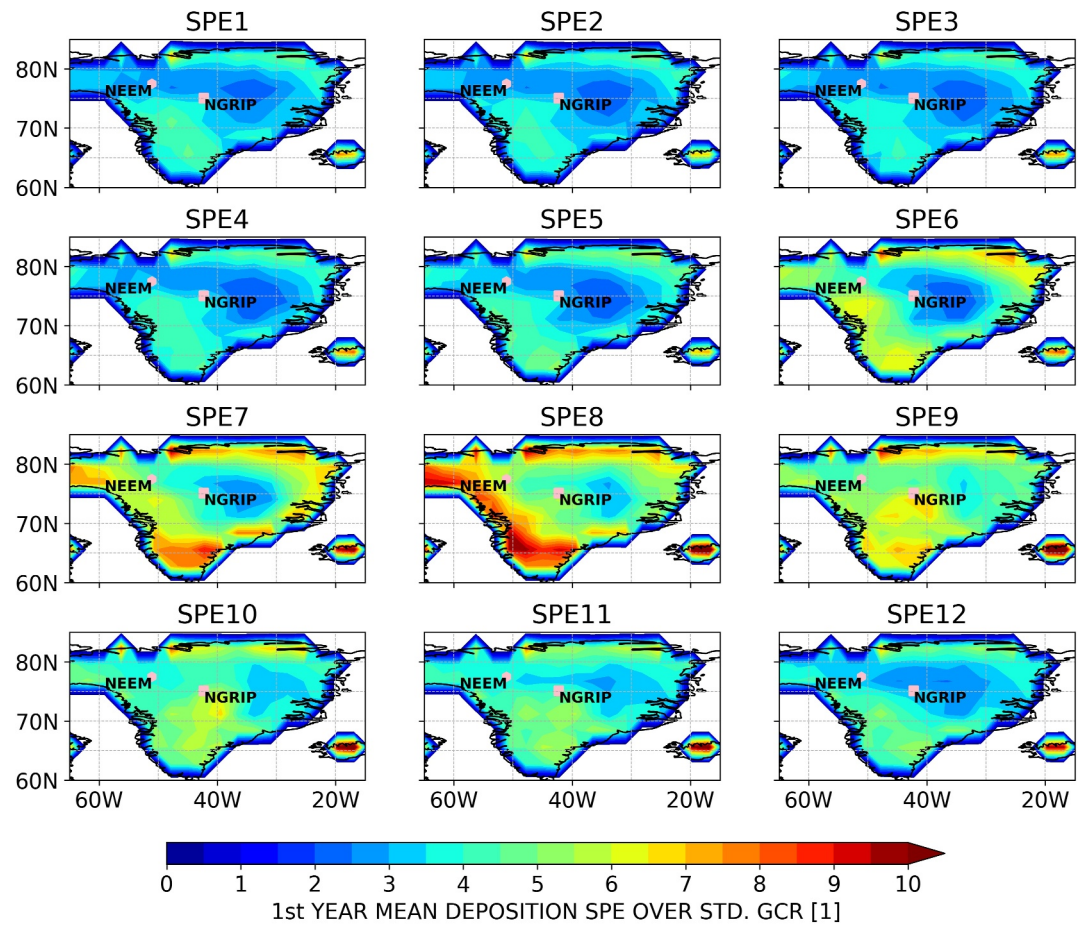 SPE1 SPE2 SPE3
80N
NEEM NGRIP NEEM NGRIP NEEM NGRIP
70N
60N
SPE4 SPE5 SPE6
80N
NEEM NGRIP NEEM NGRIP NEEM NGRIP
70N
60N
SPE7 SPE8 SPE9
80N
NEEM NGRIP NEEM NGRIP NEEM NGRIP
70N
60N
SPE10 SPE11 SPE12
80N
NEEM NGRIP NEEM NGRIP NEEM NGRIP
70N
60N
60W 40W 20W 60W 40W 20W 60W 40W 20W
0 1 2 3 4 5 6 7 8 9 10
1st YEAR MEAN DEPOSITION SPE OVER STD. GCR [1]